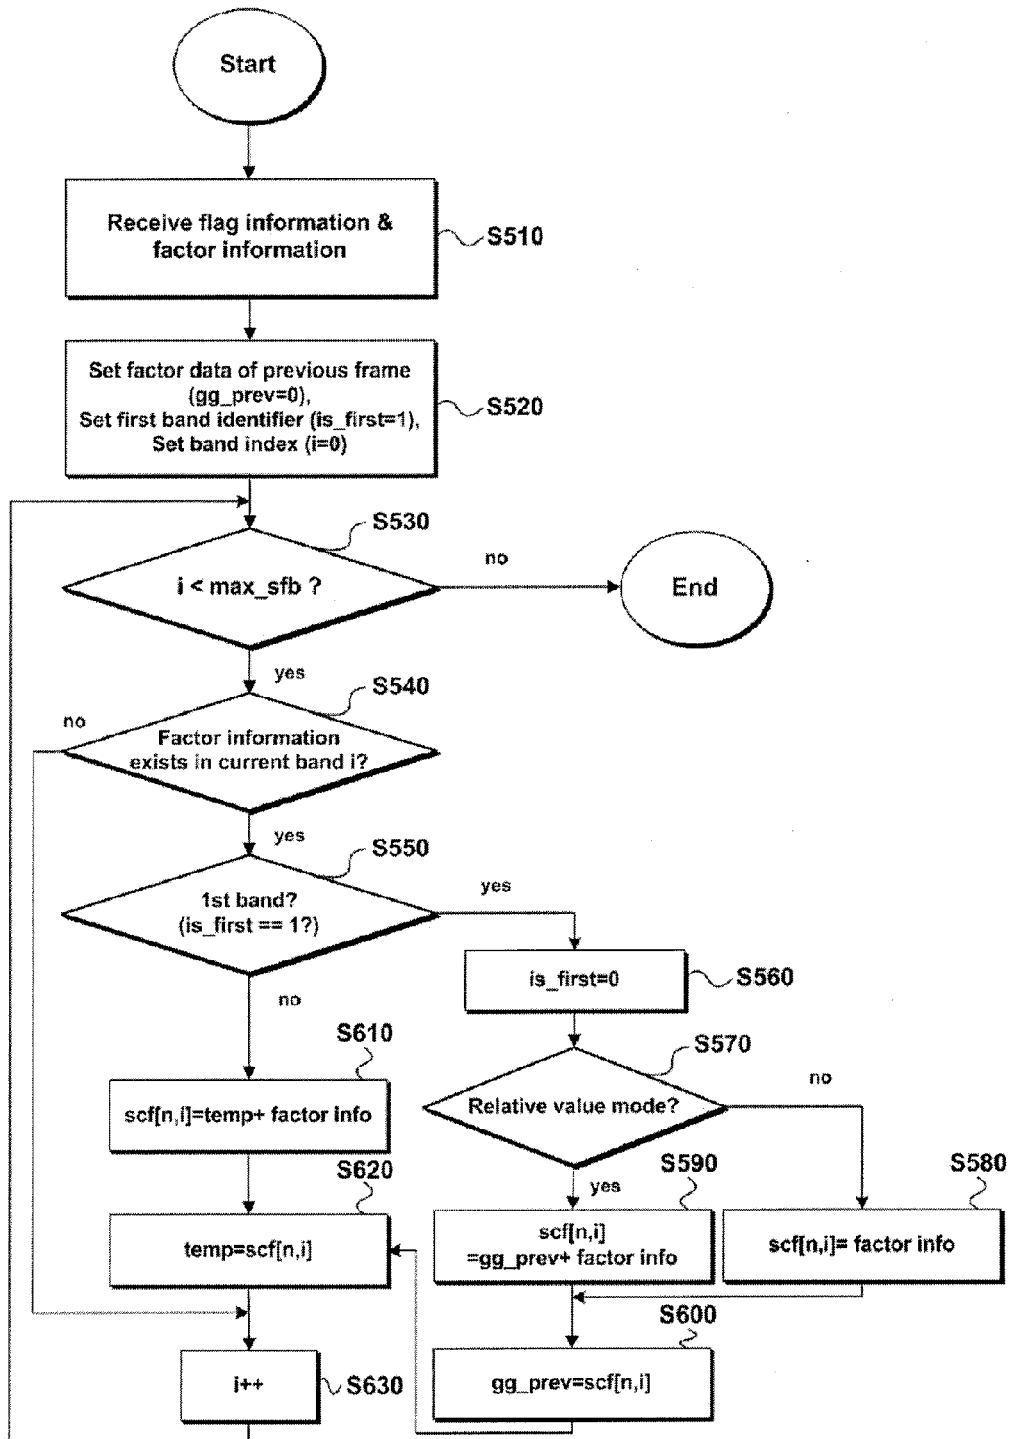 Start
Receive flag information &
factor information
S510
Set factor data of previous frame
(gg_prev=0),
Set first band identifier (is_first=1),
Set band index (i=0)
S520
S530
i < max_sfb ?
no
End
yes
S540
no
Factor information
exists in current band i?
yes
S550
1st band?
(is_first == 1?)
yes
is_first=0
S560
no
S570
Relative value mode?
no
S610
scf[n,i]=temp+ factor info
S620
temp=scf[n,i]
yes
S590
scf[n,i]
=gg_prev+ factor info
S580
scf[n,i]= factor info
S600
gg_prev=scf[n,i]
i++
S630